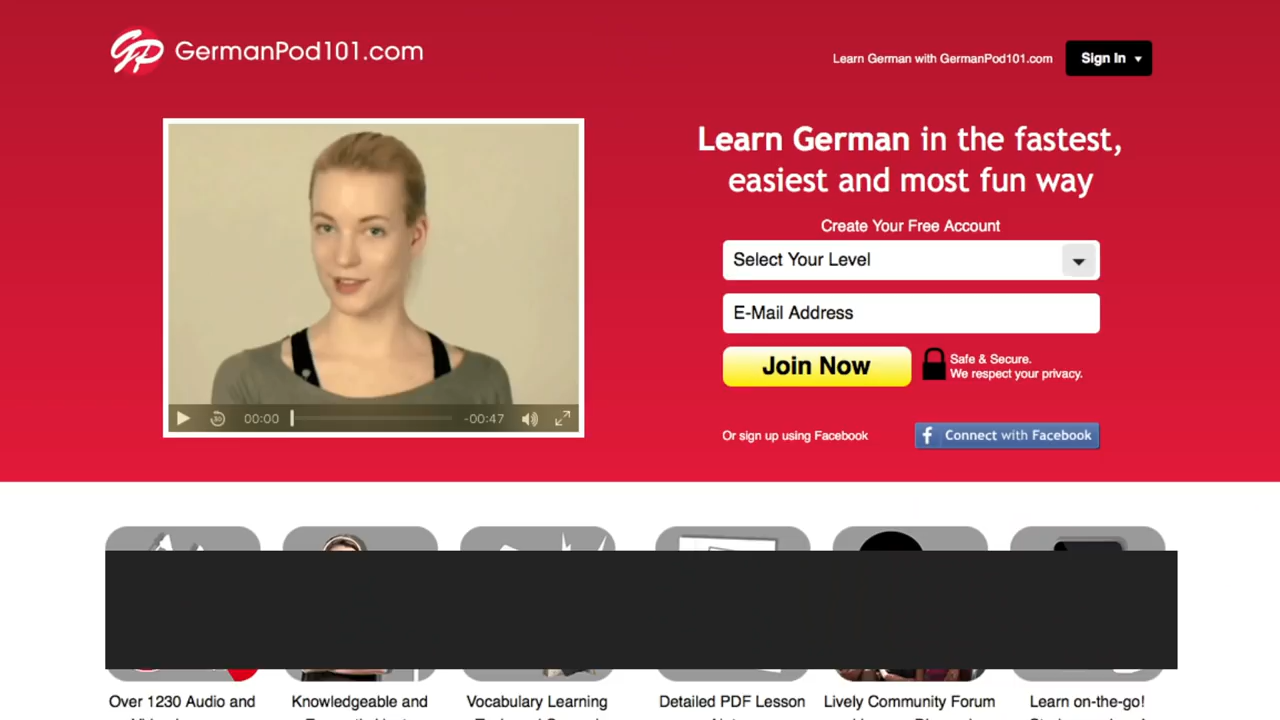 GP GermanPod101.com
Learn German with GermanPod101.com
Sign In
Learn German in the fastest,
easiest and most fun way
Create Your Free Account
Select Your Level
E-Mail Address
Join Now
Safe & Secure.
We respect your privacy.
30
00:00
-00:47
Or sign up using Facebook
f Connect with Facebook
Over 1230 Audio and
Knowledgeable and
Vocabulary Learning
Detailed PDF Lesson
Lively Community Forum
Learn on-the-go!